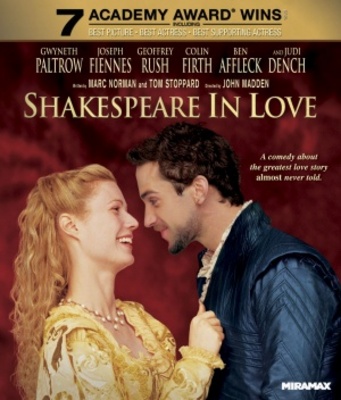 7 ACADEMY AWARD® WINS
INCLUDING
BEST PICTURE · BEST ACTRESS · BEST SUPPORTING ACTRESS
GWYNETH PALTROW
JOSEPH FIENNES
GEOFFREY RUSH
COLIN FIRTH
BEN AFFLECK
AND JUDI DENCH
Written by MARC NORMAN AND TOM STOPPARD Directed by JOHN MADDEN
SHAKESPEARE IN LOVE
A comedy about
the greatest love story
almost never told.
MIRAMAX